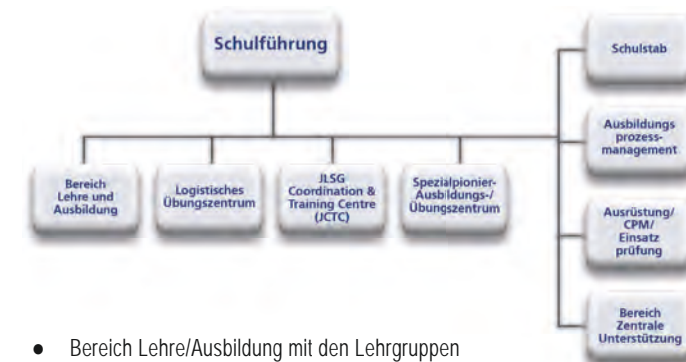 Schulführung
Bereich
Lehre und
Ausbildung
Logistisches
Übungszentrum
JLSG
Coordination &
Training Centre
(JCTC)
Spezialpionier-
Ausbildungs-/
Übungszentrum
Schulstab
Ausbildungs
prozess-
management
Ausrüstung/
CPM/
Einsatz
prüfung
Bereich
Zentrale
Unterstützung
● Bereich Lehre/Ausbildung mit den Lehrgruppen